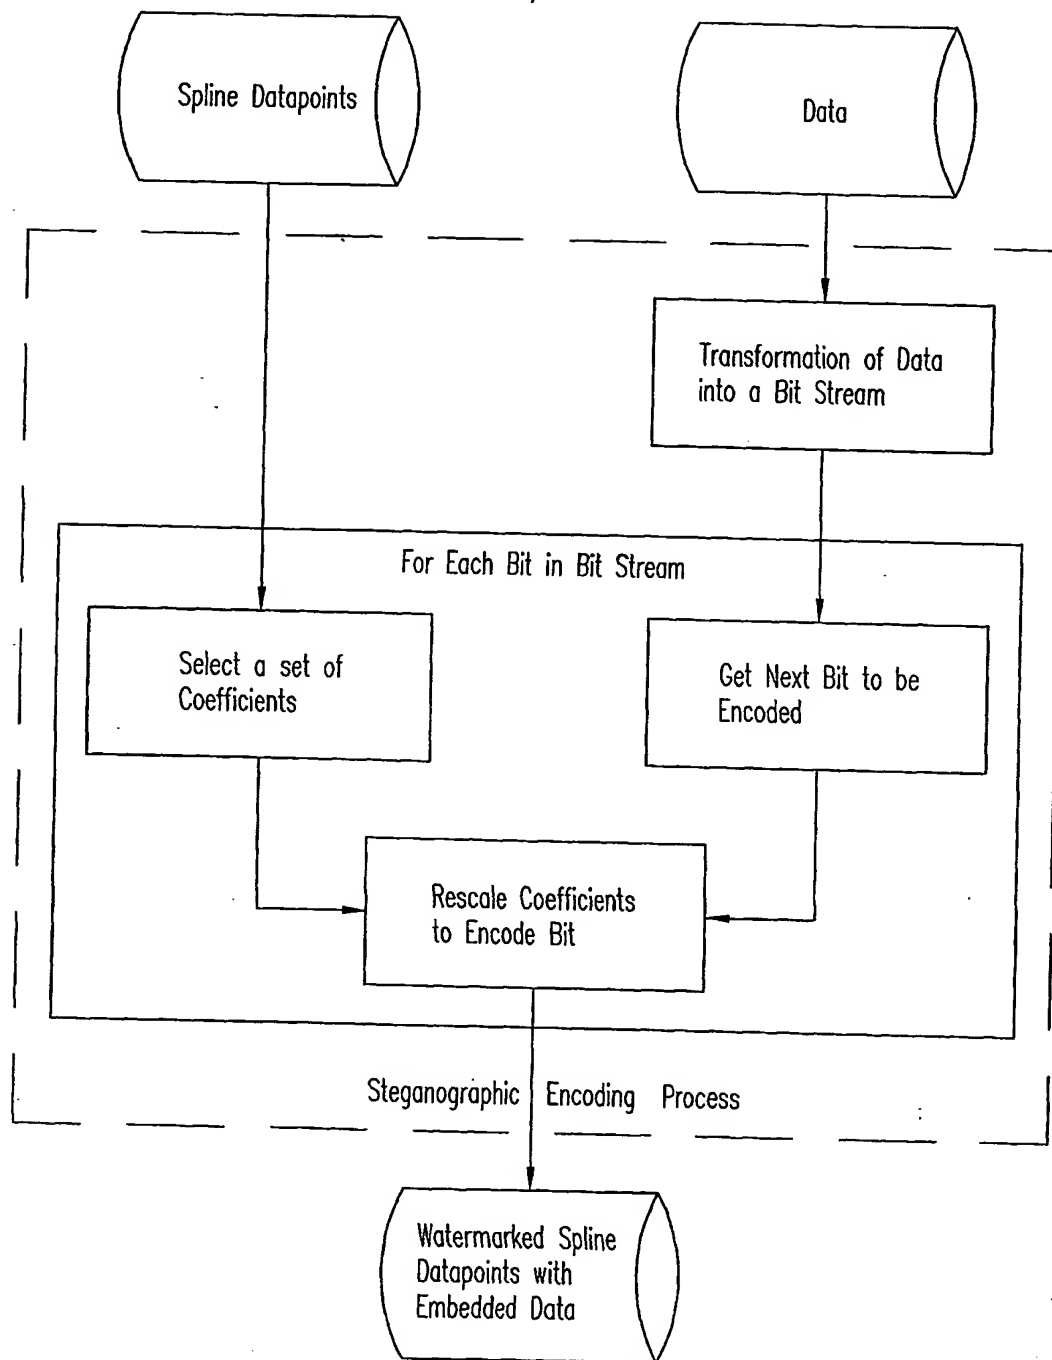 Spline Datapoints
Data
Transformation of Data
into a Bit Stream
For Each Bit in Bit Stream
Select a set of
Coefficients
Get Next Bit to be
Encoded
Rescale Coefficients
to Encode Bit
Steganographic Encoding Process
Watermarked Spline
Datapoints with
Embedded Data